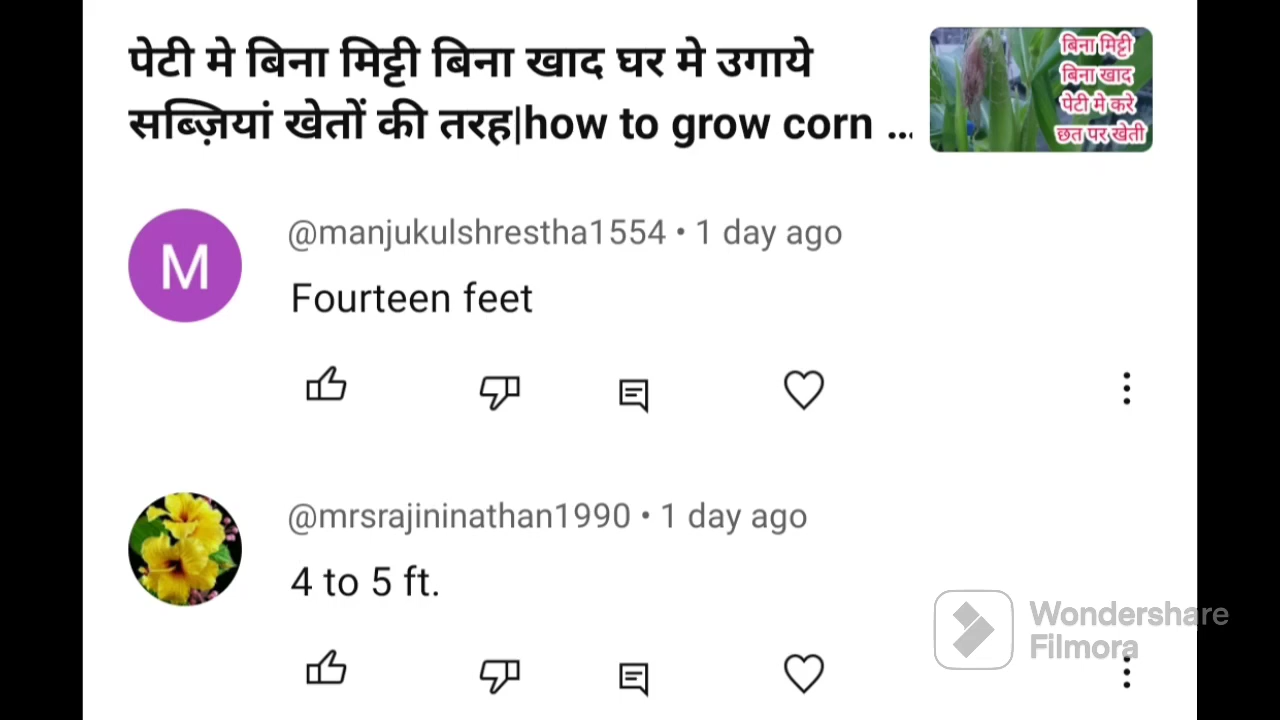 पेटी मे बिना मिट्टी बिना खाद घर मे उगाये
सब्ज़ियां खेतों की तरह|how to grow corn ...
बिना मिट्टी
बिना खाद
पेटी मे करे
छत पर खेती
M
@manjukulshrestha1554 • 1 day ago
Fourteen feet
@mrsrajininathan1990 • 1 day ago
4 to 5 ft.
Wondershare
Filmora